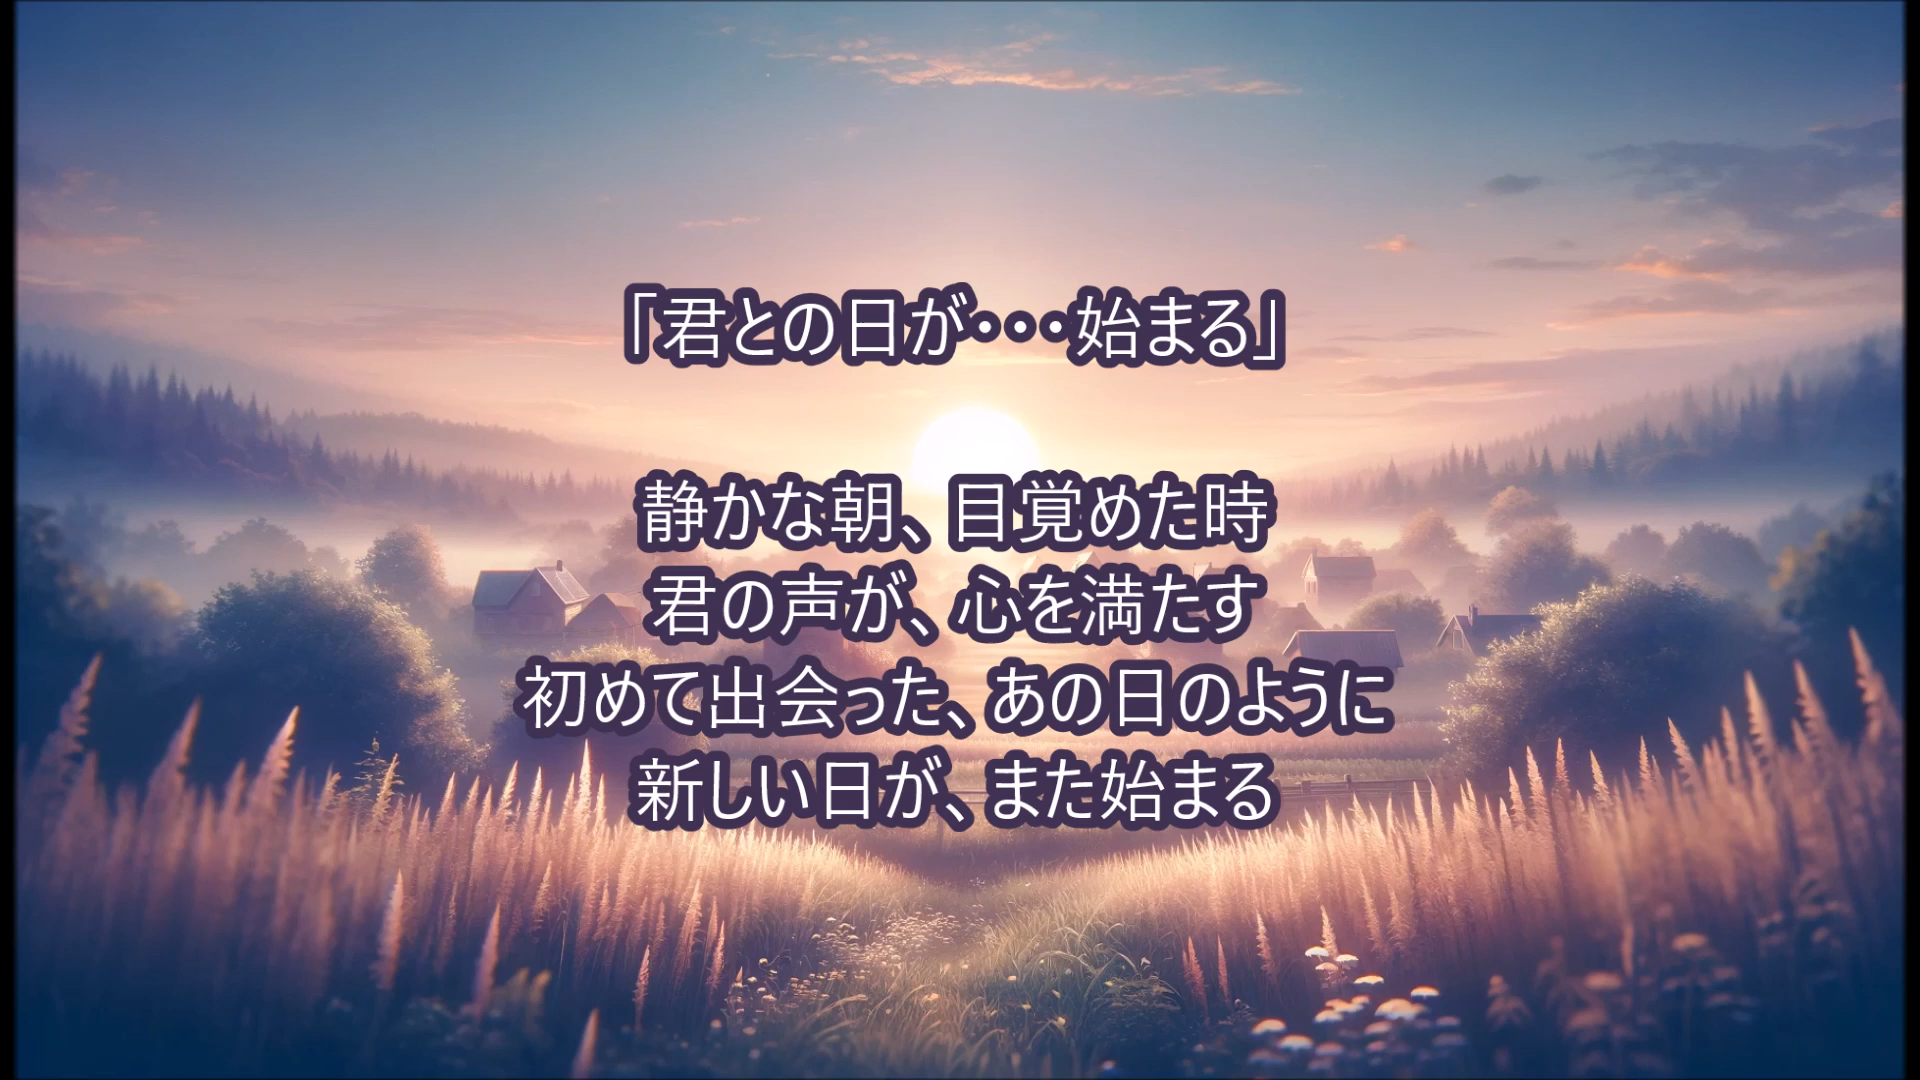 「君との日が・・・始まる」
静かな朝、目覚めた時
君の声が、心を満たす
初めて出会った、あの日のように
新しい日が、また始まる